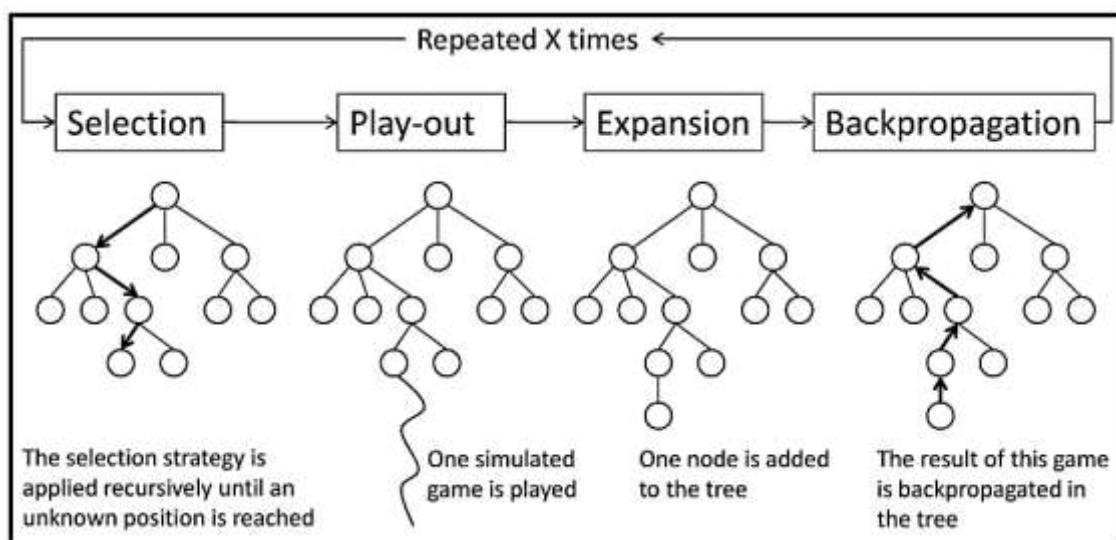 Repeated X times
Selection
Play-out
Expansion
Backpropagation
The selection strategy is
applied recursively until an
unknown position is reached
One simulated
game is played
One node is added
to the tree
The result of this game
is backpropagated in
the tree